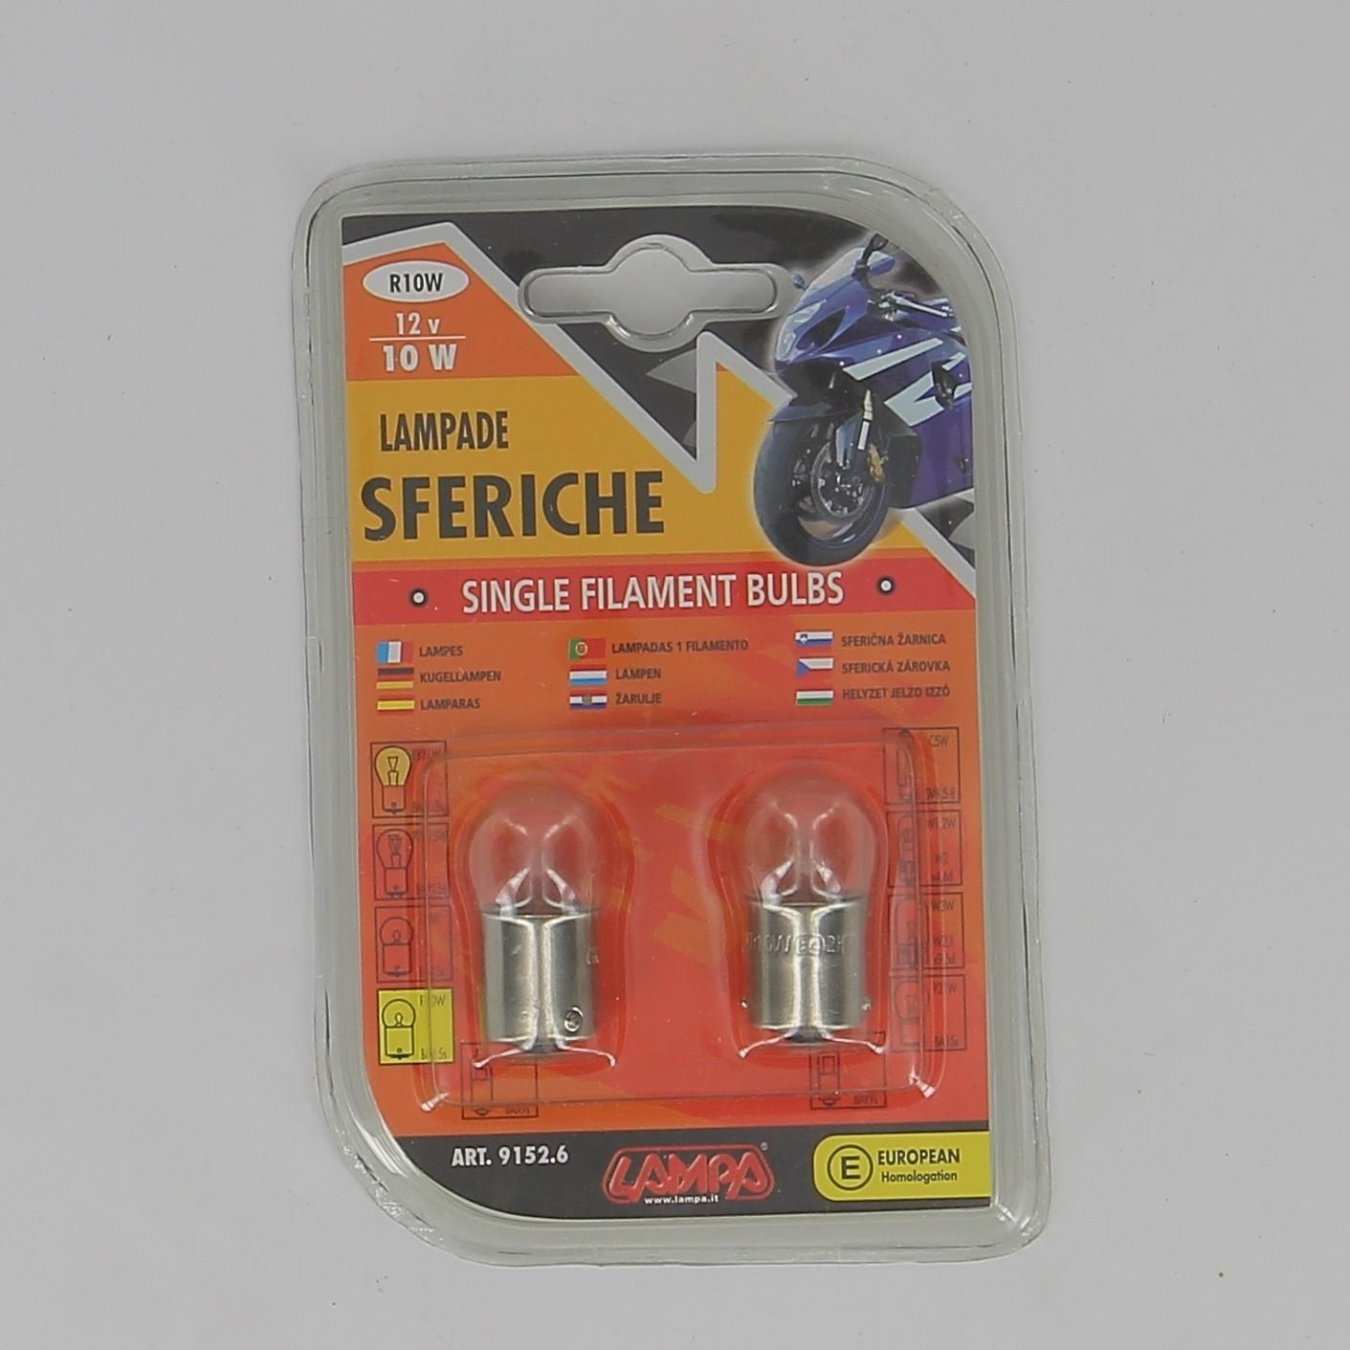 R10W
12 v
10 W
LAMPADE
SFERICHE
SINGLE FILAMENT BULBS
LAMPES
KUGELLAMPEN
LAMPARAS
LAMPADAS 1 FILAMENTO
LAMPEN
ŽARULJE
SFERIČNA ŽARNICA
SFERICKÁ ZÁROVKA
HELYZET JELZO IZZÓ
C5W
W3W
ART. 9152.6
LAMPA
www.lampa.it
E
EUROPEAN
Homologation